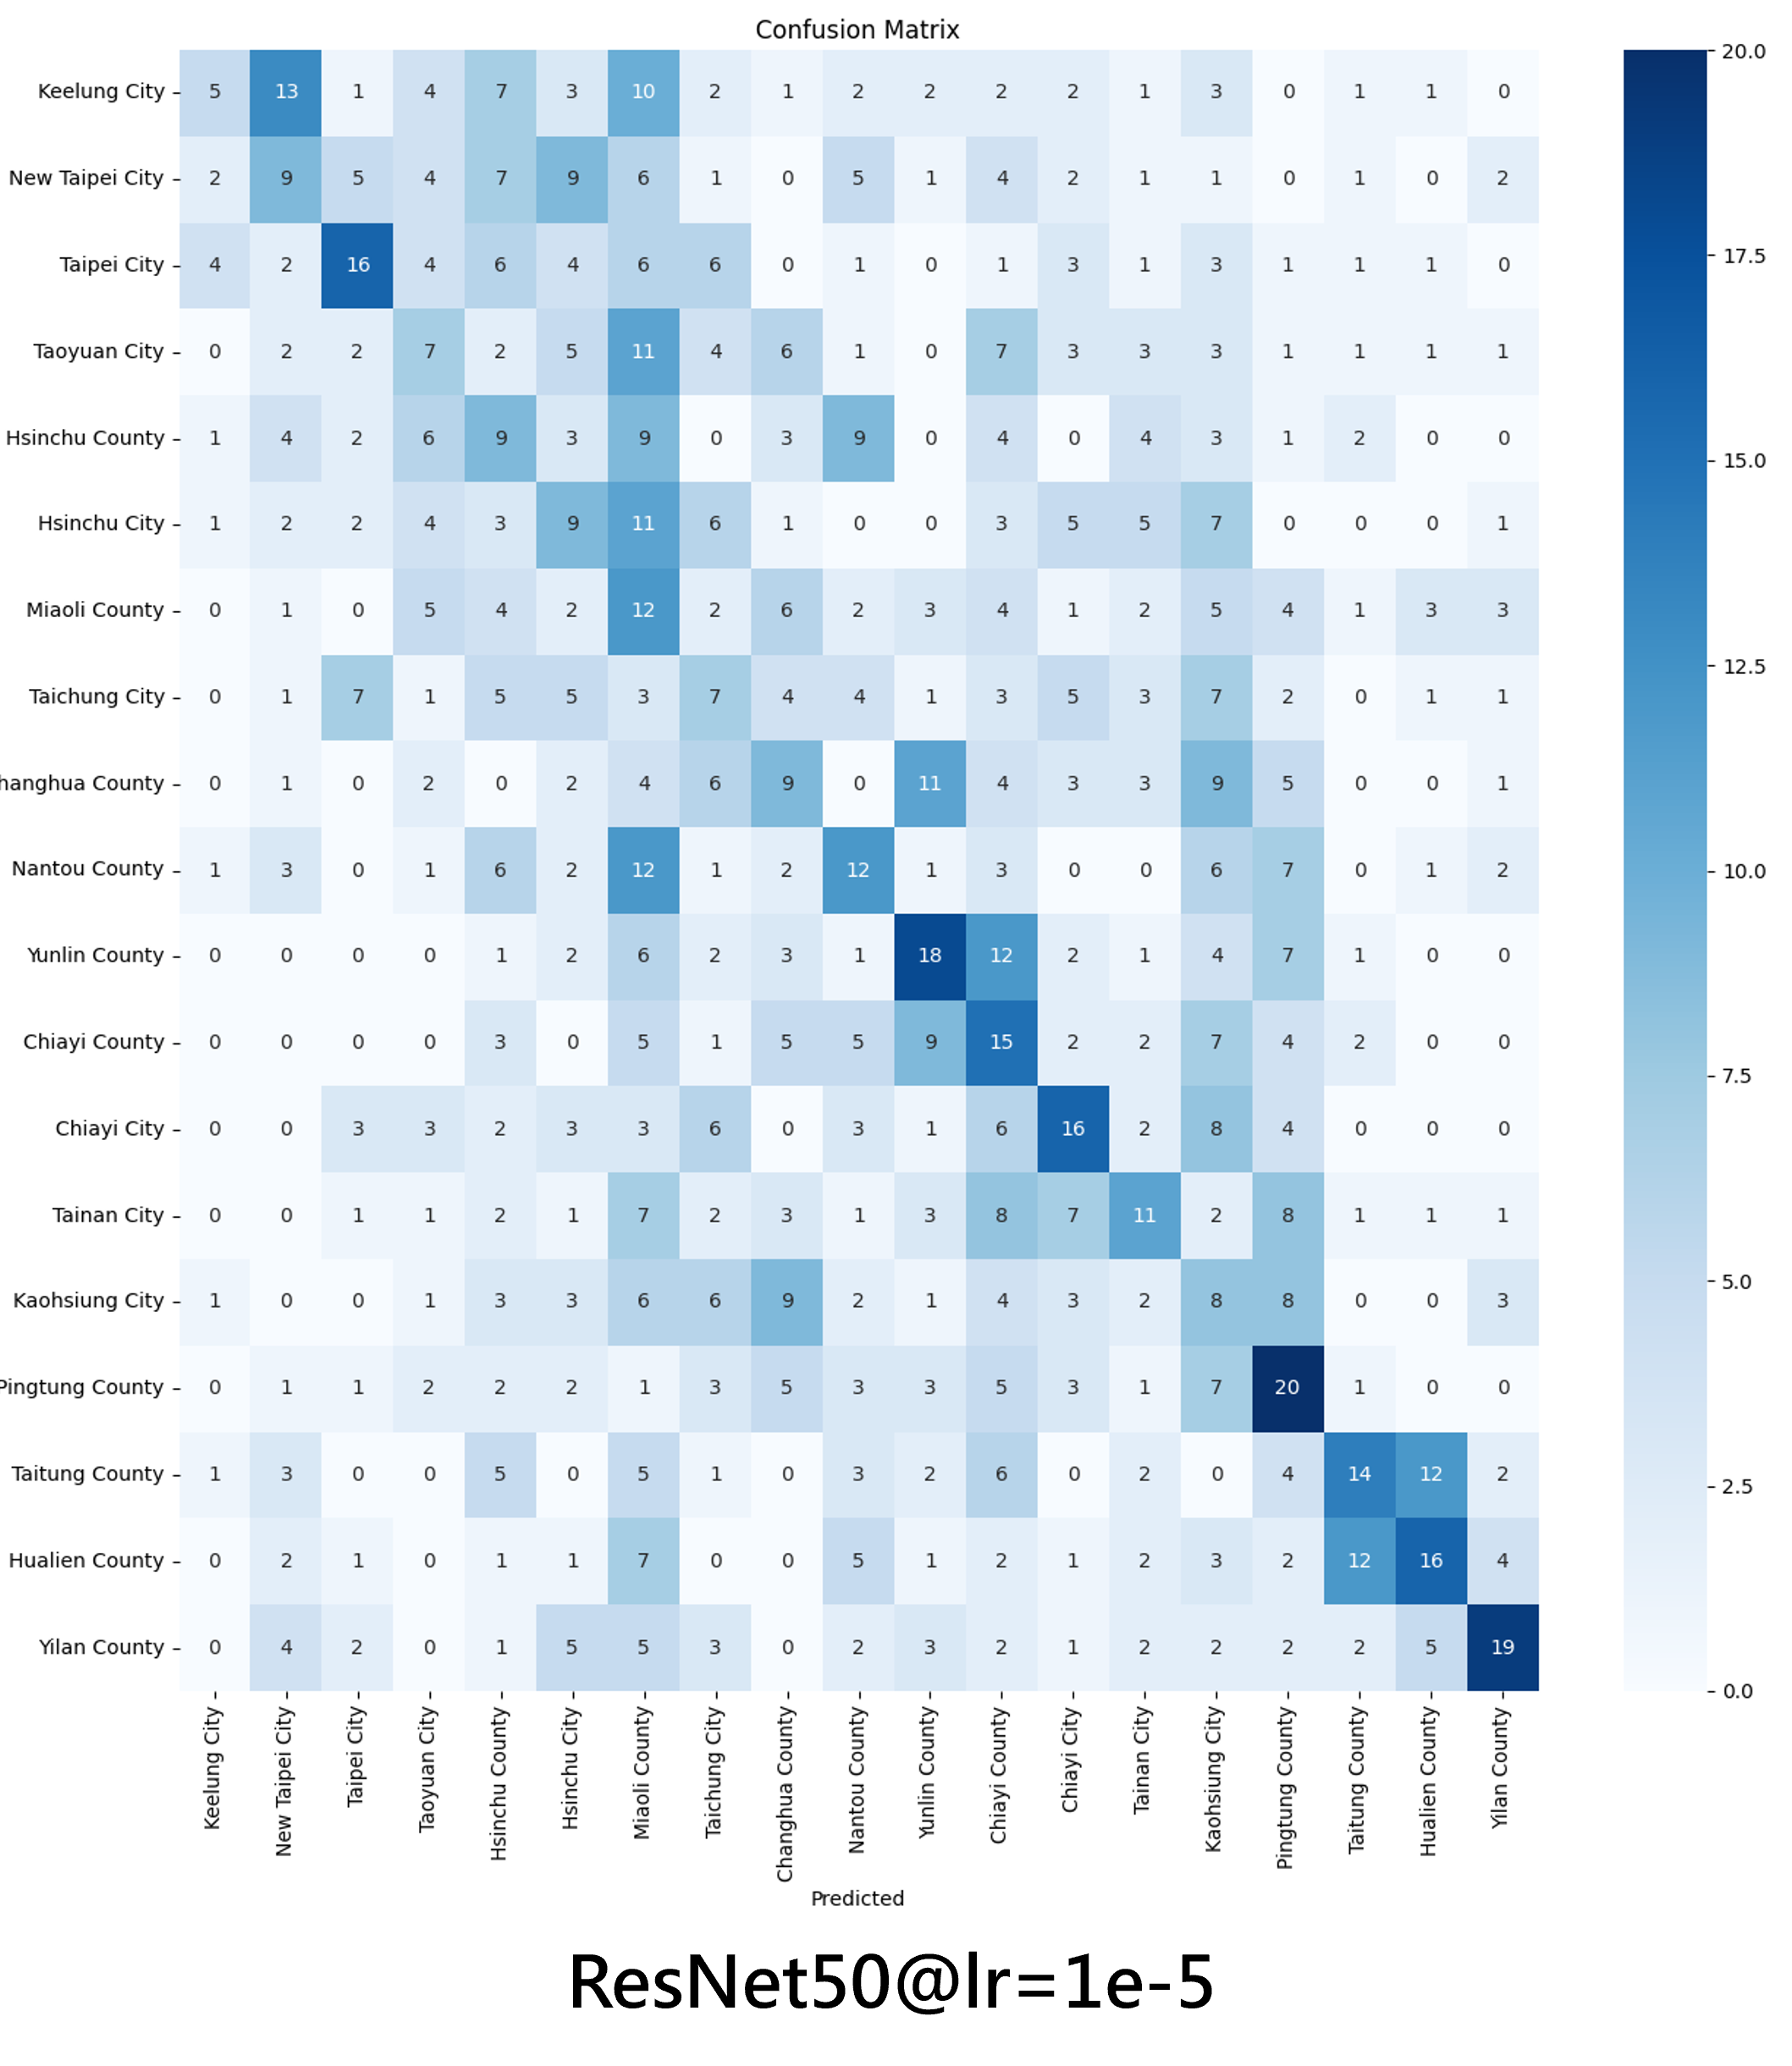 Confusion Matrix
Keelung City 5 13 1 4 7 3 10 2 1 2 2 2 2 1 3 0 1 1 0
New Taipei City 2 9 5 4 7 9 6 1 0 5 1 4 2 1 1 0 1 0 2
Taipei City 4 2 16 4 6 4 6 6 0 1 0 1 3 1 3 1 1 1 0
Taoyuan City 0 2 2 7 2 5 11 4 6 1 0 7 3 3 3 1 1 1 1
Hsinchu County 1 4 2 6 9 3 9 0 3 9 0 4 0 4 3 1 2 0 0
Hsinchu City 1 2 2 4 3 9 11 6 1 0 0 3 5 5 7 0 0 0 1
Miaoli County 0 1 0 5 4 2 12 2 6 2 3 4 1 2 5 4 1 3 3
Taichung City 0 1 7 1 5 5 3 7 4 4 1 3 5 3 7 2 0 1 1
hanghua County 0 1 0 2 0 2 4 6 9 0 11 4 3 3 9 5 0 0 1
Nantou County 1 3 0 1 6 2 12 1 2 12 1 3 0 0 6 7 0 1 2
Yunlin County 0 0 0 0 1 2 6 2 3 1 18 12 2 1 4 7 1 0 0
Chiayi County 0 0 0 0 3 0 5 1 5 5 9 15 2 2 7 4 2 0 0
Chiayi City 0 0 3 3 2 3 3 6 0 3 1 6 16 2 8 4 0 0 0
Tainan City 0 0 1 1 2 1 7 2 3 1 3 8 7 11 2 8 1 1 1
Kaohsiung City 1 0 0 1 3 3 6 6 9 2 1 4 3 2 8 8 0 0 3
Pingtung County 0 1 1 2 2 2 1 3 5 3 3 5 3 1 7 20 1 0 0
Taitung County 1 3 0 0 5 0 5 1 0 3 2 6 0 2 0 4 14 12 2
Hualien County 0 2 1 0 1 1 7 0 0 5 1 2 1 2 3 2 12 16 4
Yilan County 0 4 2 0 1 5 5 3 0 2 3 2 1 2 2 2 2 5 19
Keelung City
New Taipei City
Taipei City
Taoyuan City
Hsinchu County
Hsinchu City
Miaoli County
Taichung City
Changhua County
Nantou County
Yunlin County
Chiayi County
Chiayi City
Tainan City
Kaohsiung City
Pingtung County
Taitung County
Hualien County
Yilan County
Predicted
20.0
17.5
15.0
12.5
10.0
7.5
5.0
2.5
0.0
ResNet50@lr=1e-5